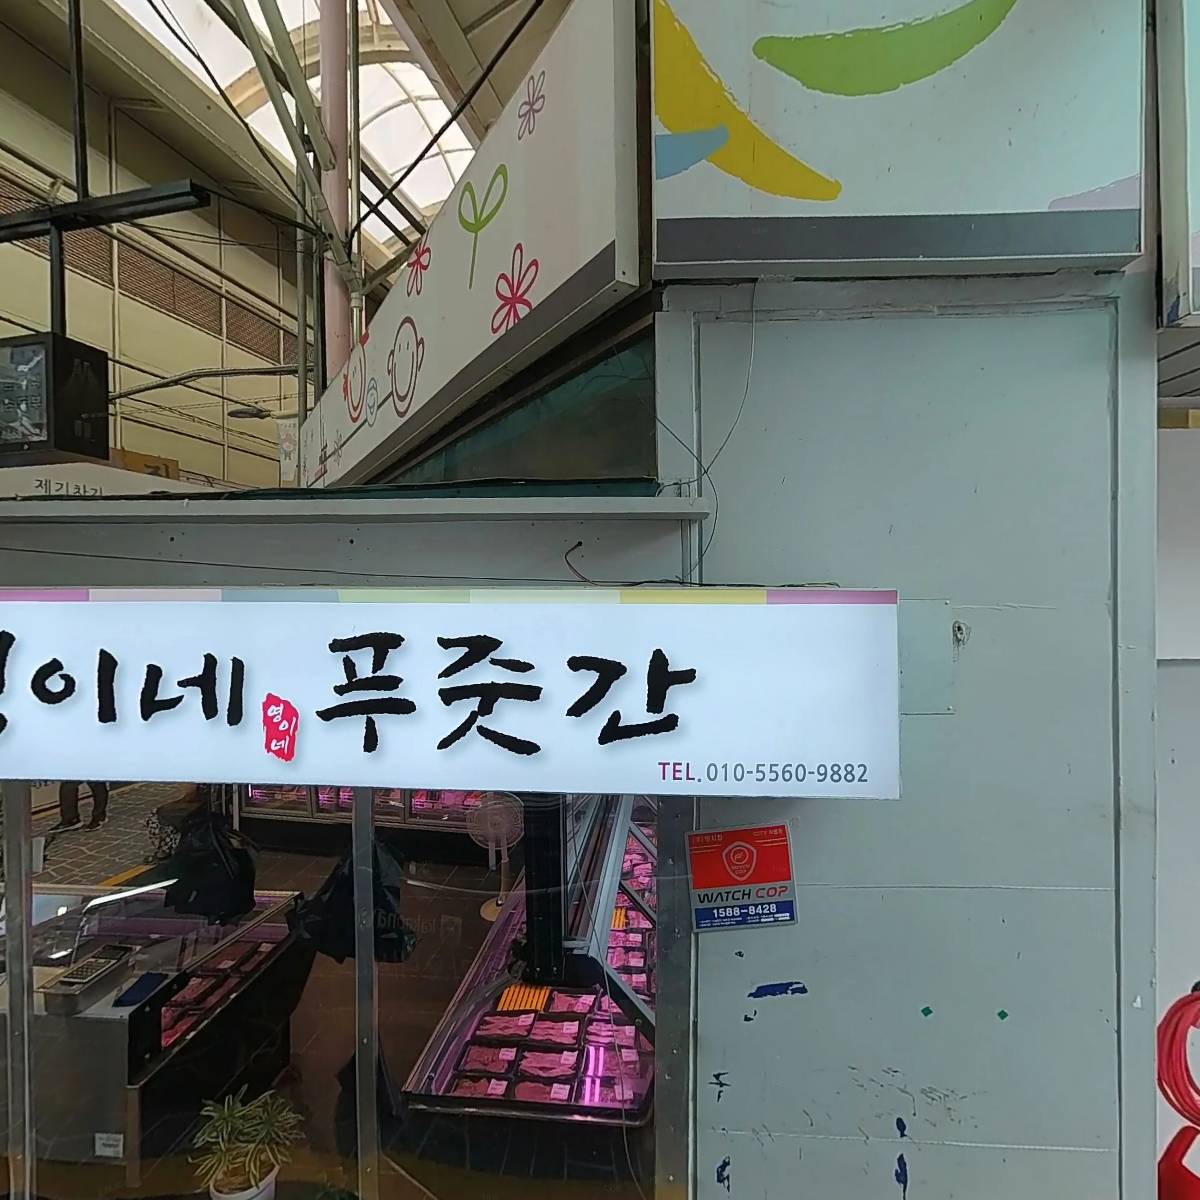 제기차기
이네 푸줏간
영이네
TEL.010-5560-9882
WATCH COP
1588-8428